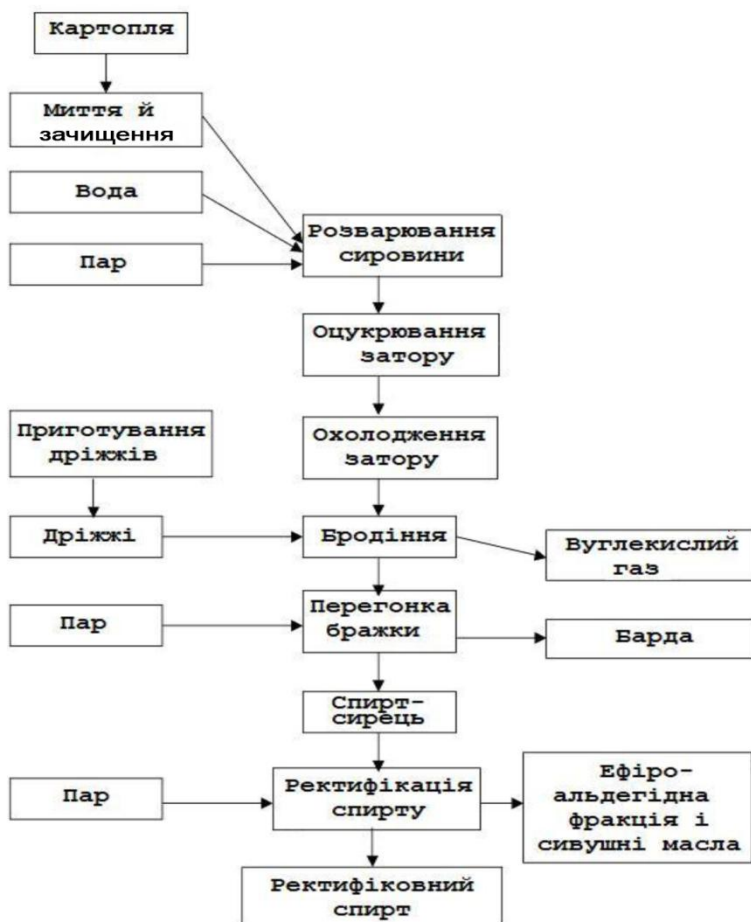 Картопля
Миття й
зачищення
Вода
Пар
Розварювання
сировини
Оцукрювання
затору
Приготування
дріжжів
Охолодження
затору
Дріжжі
Бродіння
Вуглекислий
газ
Пар
Перегонка
бражки
Барда
Спирт-
сирець
Пар
Ректифікація
спирту
Ефіро-
альдегідна
фракція і
сивушні масла
Ректифіковний
спирт